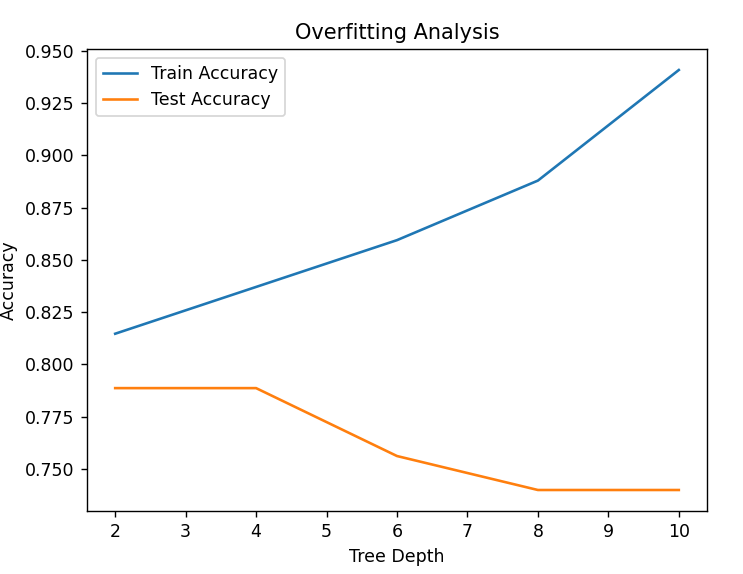 Overfitting Analysis
Train Accuracy
Test Accuracy
Accuracy
0.950
0.925
0.900
0.875
0.850
0.825
0.800
0.775
0.750
2 3 4 5 6 7 8 9 10
Tree Depth